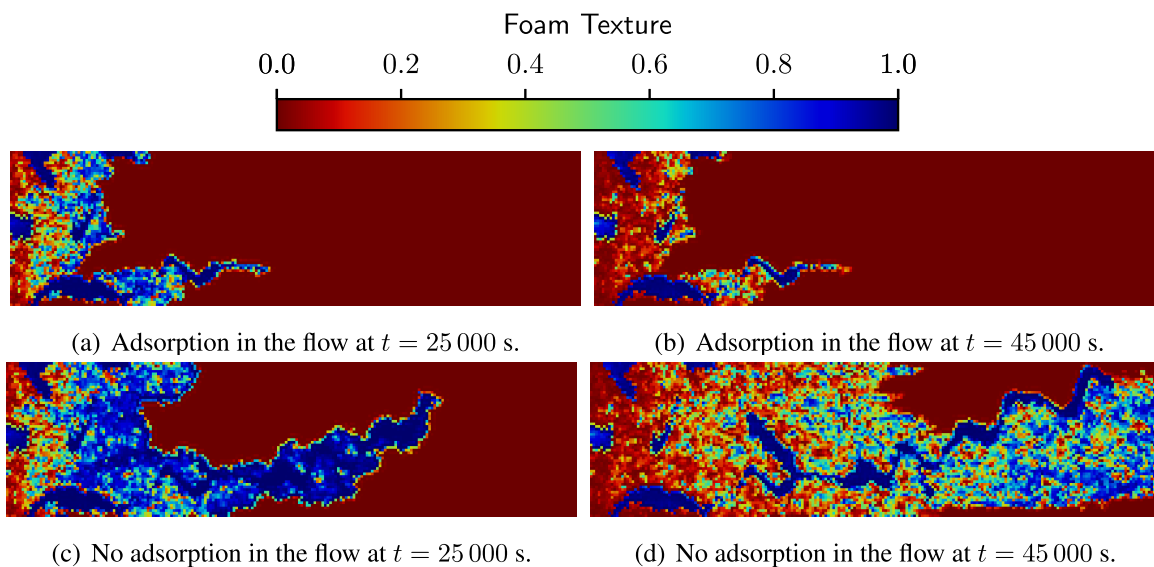 Foam Texture
0.0 0.2 0.4 0.6 0.8 1.0
(a) Adsorption in the flow at t = 25 000 s.
(b) Adsorption in the flow at t = 45 000 s.
(c) No adsorption in the flow at t = 25 000 s.
(d) No adsorption in the flow at t = 45 000 s.